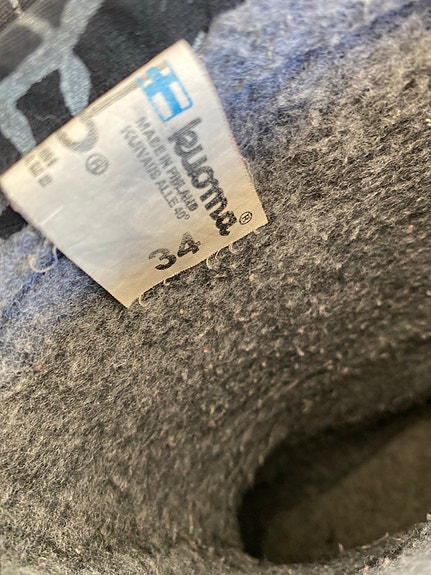 kuoma®
MADE IN FINLAND
KUIVAUS ALLE 40°
34
®